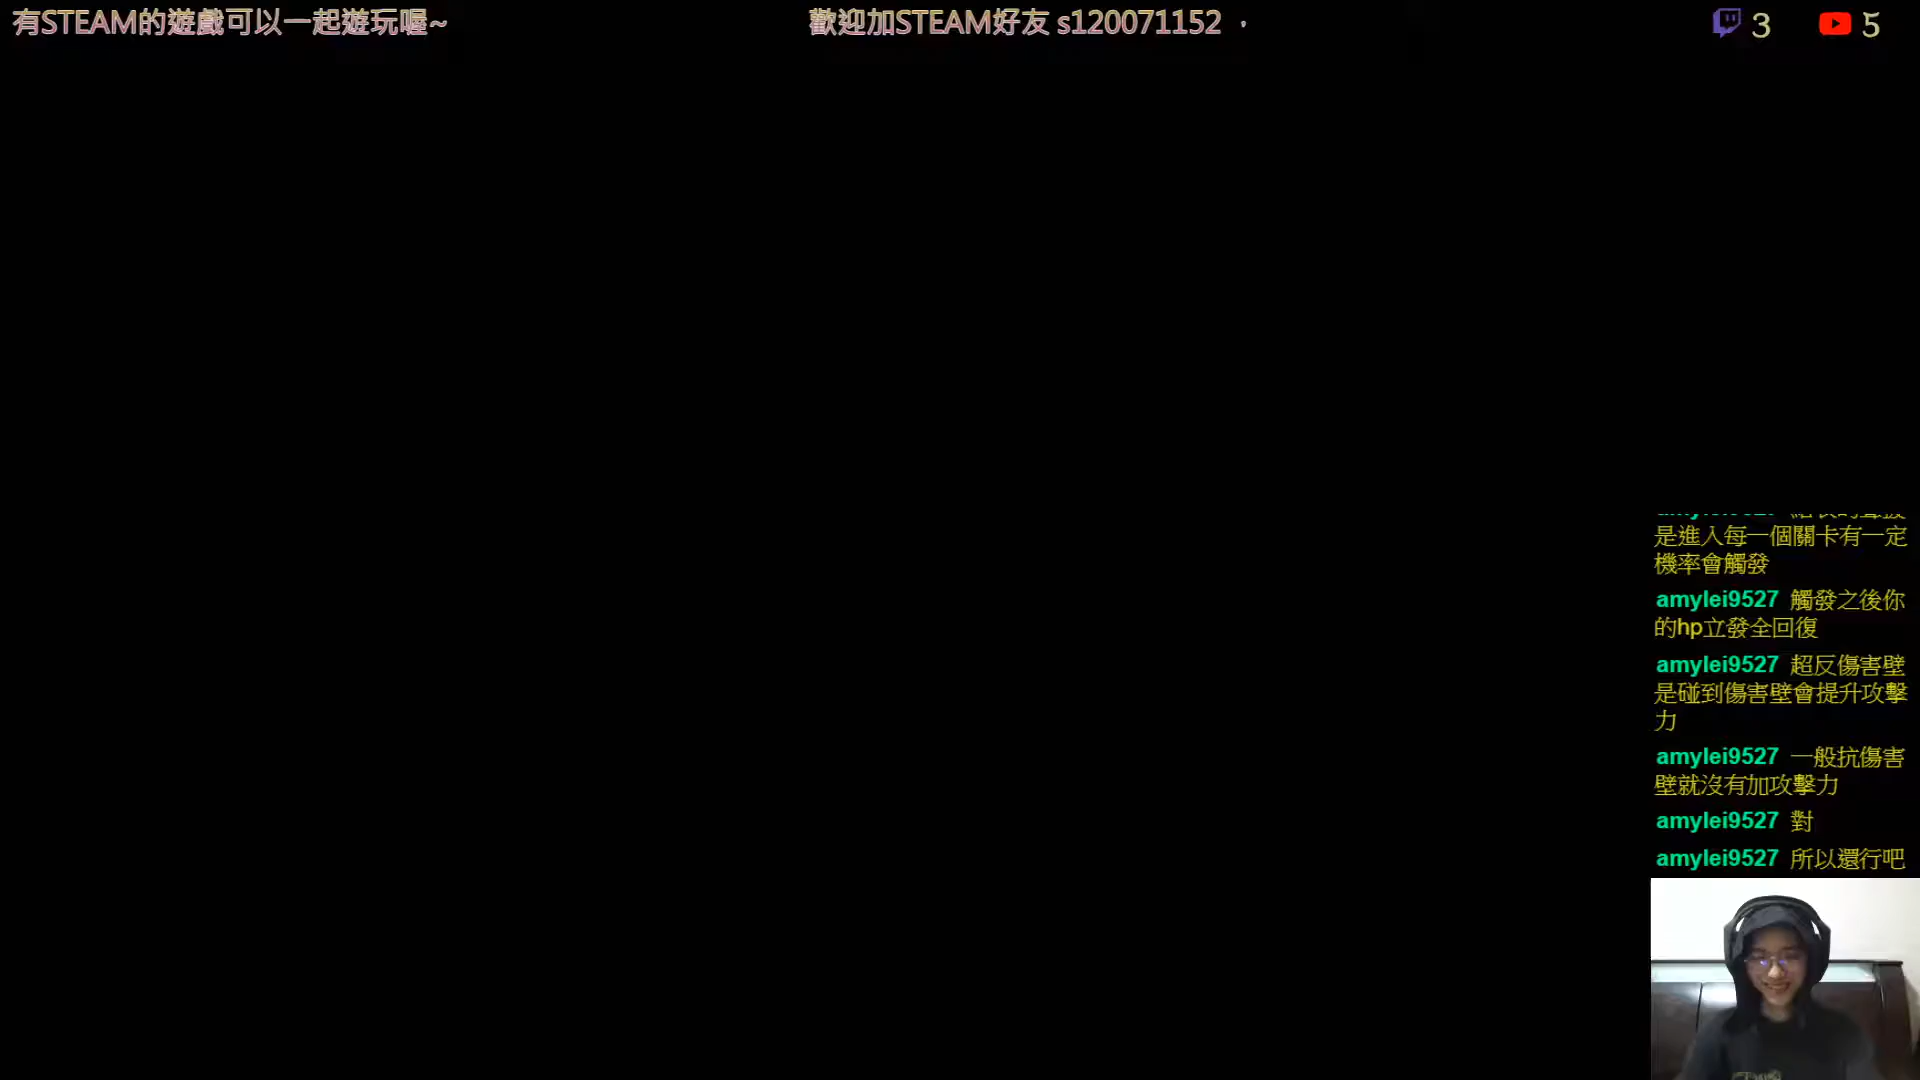 有STEAM的遊戲可以一起遊玩喔~
歡迎加STEAM好友 s120071152 ,
3
5
是進入每一個關卡有一定
機率會觸發
amylei9527 觸發之後你
的hp立發全回復
amylei9527 超反傷害壁
是碰到傷害壁會提升攻擊
力
amylei9527 一般抗傷害
壁就沒有加攻擊力
amylei9527 對
amylei9527 所以還行吧